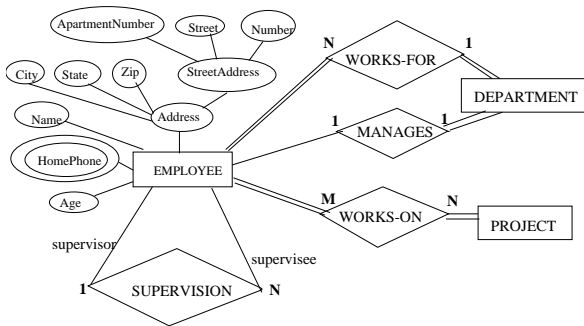 ApartmentNumber
Street
Number
StreetAddress
City
State
Zip
Address
Name
HomePhone
Age
EMPLOYEE
N
WORKS-FOR
1
DEPARTMENT
1
MANAGES
1
M
WORKS-ON
N
PROJECT
supervisor
supervisee
1
SUPERVISION
N